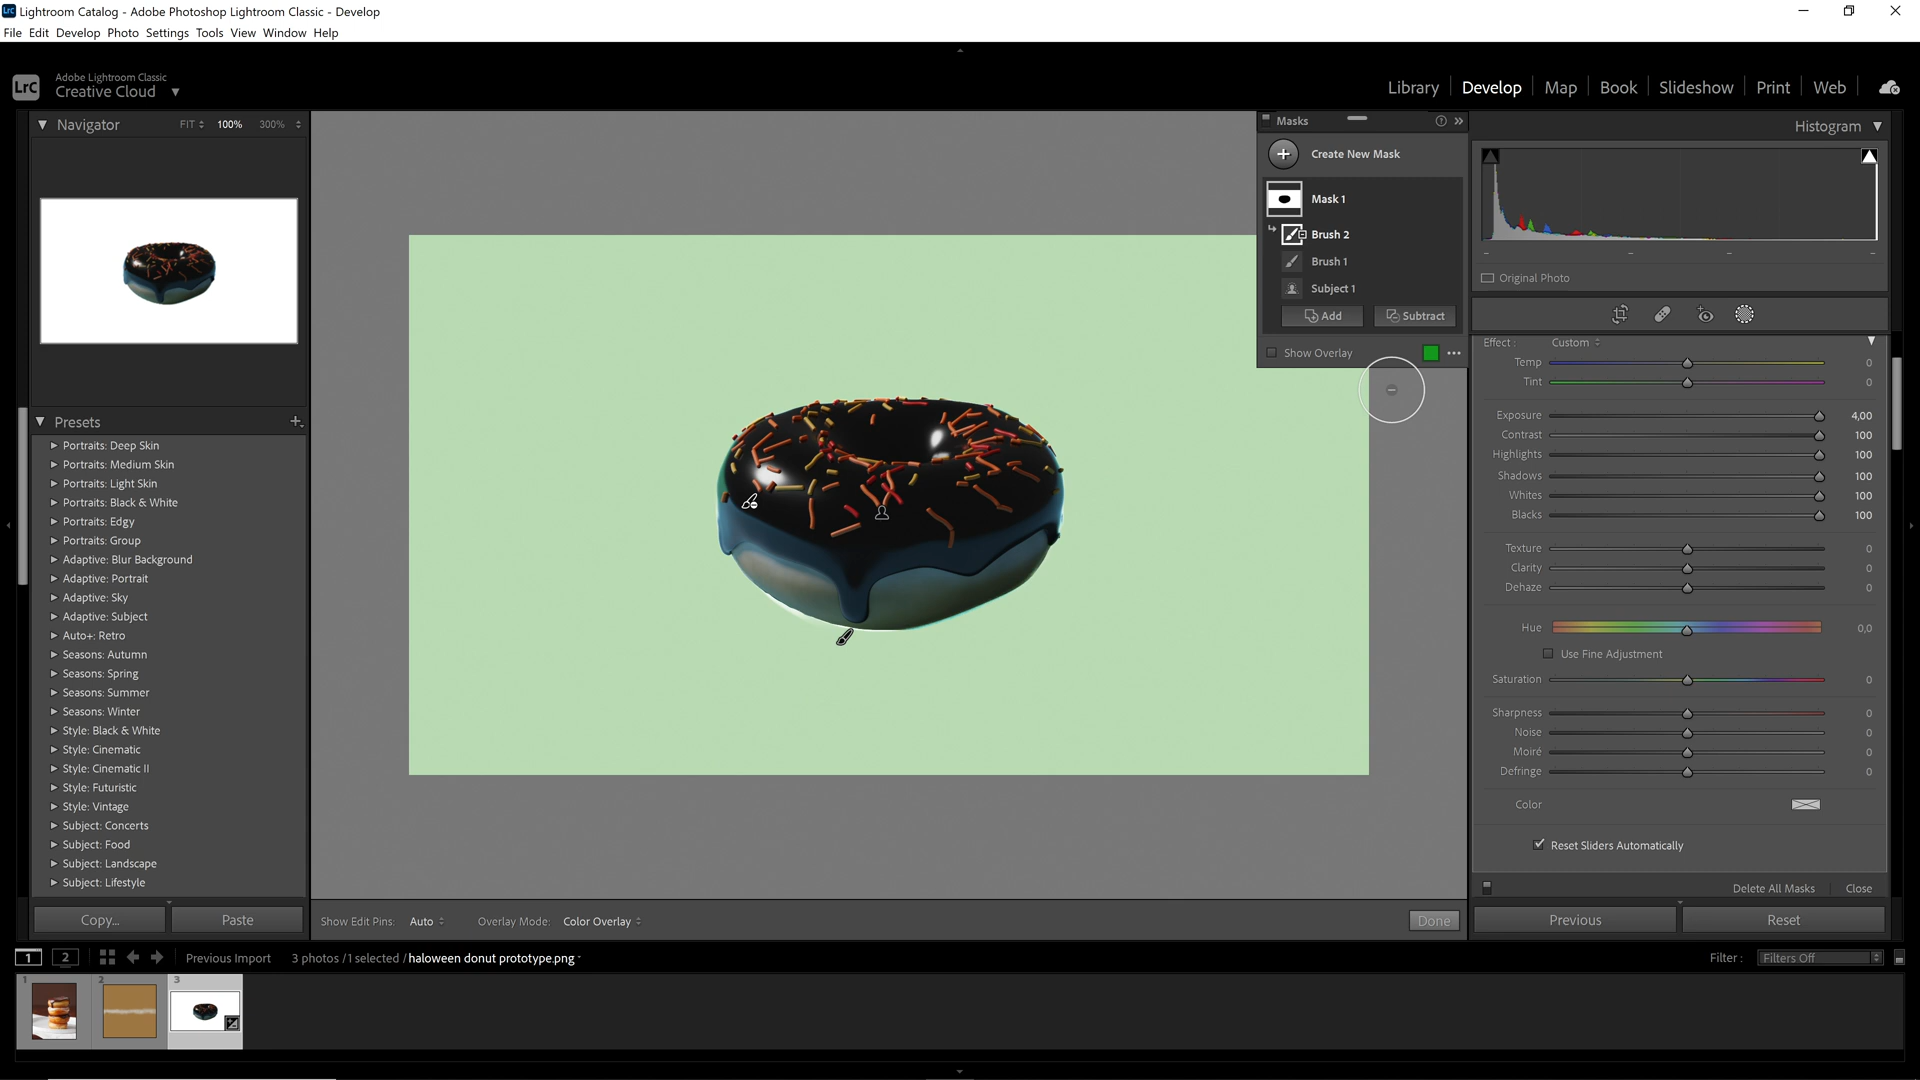 Lightroom Catalog - Adobe Photoshop Lightroom Classic - Develop
File Edit Develop Photo Settings Tools View Window Help
LrC
Adobe Lightroom Classic
Creative Cloud
Library Develop Map Book Slideshow Print Web
Navigator FIT 100% 300%
Presets
Portraits: Deep Skin
Portraits: Medium Skin
Portraits: Light Skin
Portraits: Black & White
Portraits: Edgy
Portraits: Group
Adaptive: Blur Background
Adaptive: Portrait
Adaptive: Sky
Adaptive: Subject
Auto+: Retro
Seasons: Autumn
Seasons: Spring
Seasons: Summer
Seasons: Winter
Style: Black & White
Style: Cinematic
Style: Cinematic II
Style: Futuristic
Style: Vintage
Subject: Concerts
Subject: Food
Subject: Landscape
Subject: Lifestyle
Copy... Paste
Masks
Create New Mask
Mask 1
Brush 2
Brush 1
Subject 1
Add Subtract
Show Overlay
Histogram
Original Photo
Effect : Custom
Temp 0
Tint 0
Exposure 4,00
Contrast 100
Highlights 100
Shadows 100
Whites 100
Blacks 100
Texture 0
Clarity 0
Dehaze 0
Hue 0,0
Use Fine Adjustment
Saturation 0
Sharpness 0
Noise 0
Moiré 0
Defringe 0
Color
Reset Sliders Automatically
Delete All Masks Close
Previous Reset
Show Edit Pins: Auto Overlay Mode: Color Overlay Done
1 2 Previous Import 3 photos / 1 selected / haloween donut prototype.png Filter : Filters Off
1 2 3